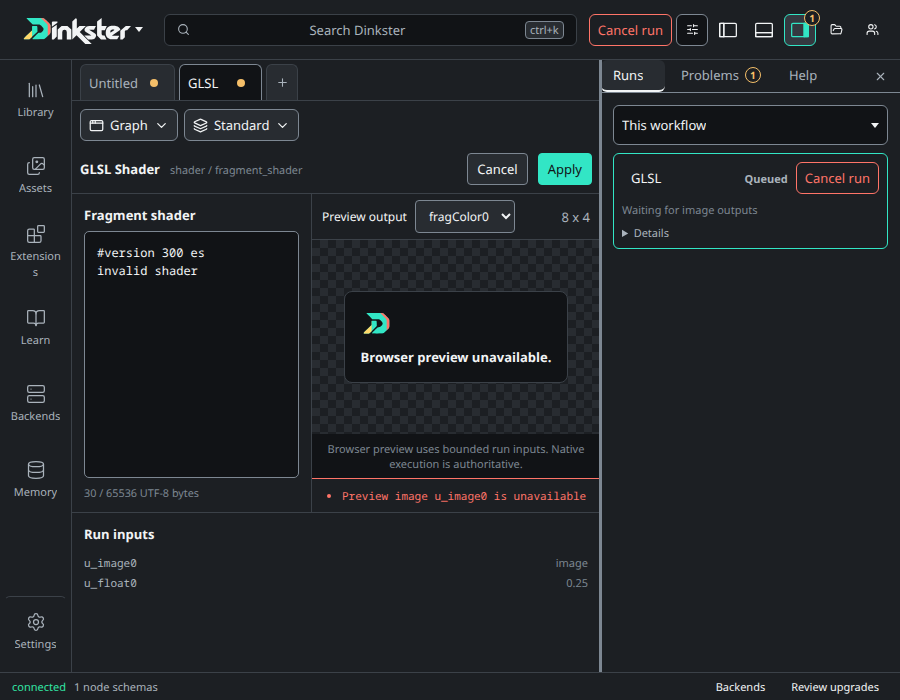 Dinkster
Search Dinkster
ctrl+k
Cancel run
1
Untitled
GLSL
+
Runs
Problems 1
Help
Library
Assets
Extension
s
Learn
Backends
Memory
Settings
Graph
Standard
GLSL Shader
shader / fragment_shader
Cancel
Apply
Fragment shader
#version 300 es
invalid shader
30 / 65536 UTF-8 bytes
Preview output
fragColor0
8 x 4
Browser preview unavailable.
Browser preview uses bounded run inputs. Native
execution is authoritative.
• Preview image u_image0 is unavailable
Run inputs
u_image0
image
u_float0
0.25
This workflow
GLSL
Queued
Cancel run
Waiting for image outputs
Details
connected
1 node schemas
Backends
Review upgrades